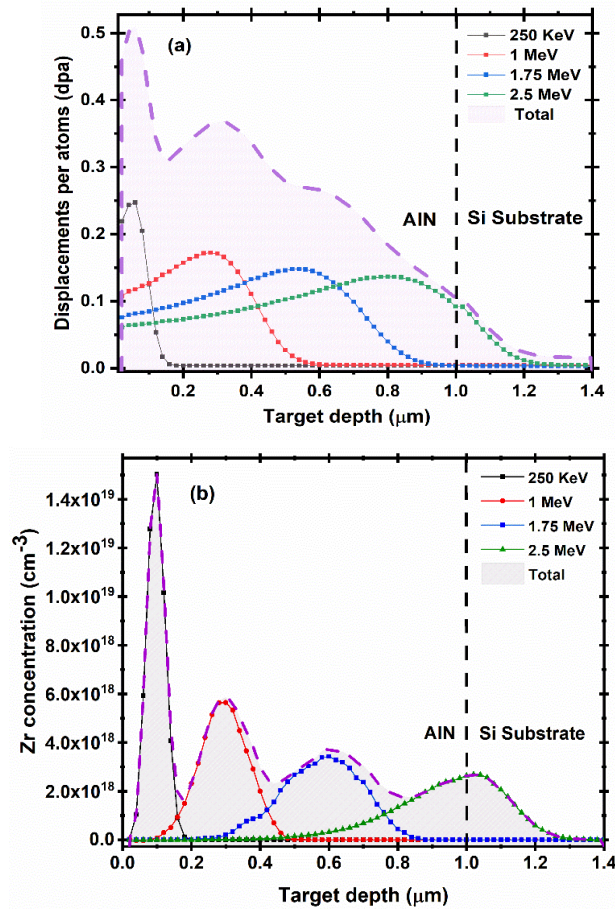 (a)
250 KeV
1 MeV
1.75 MeV
2.5 MeV
Total
0.5
0.4
0.3
0.2
0.1
0.0
Displacements per atoms (dpa)
AlN
Si Substrate
0.2 0.4 0.6 0.8 1.0 1.2 1.4
Target depth (μm)
(b)
250 KeV
1 MeV
1.75 MeV
2.5 MeV
Total
1.4x10^19
1.2x10^19
1.0x10^19
8.0x10^18
6.0x10^18
4.0x10^18
2.0x10^18
0.0
Zr concentration (cm^-3)
AlN
Si Substrate
0.0 0.2 0.4 0.6 0.8 1.0 1.2 1.4
Target depth (μm)